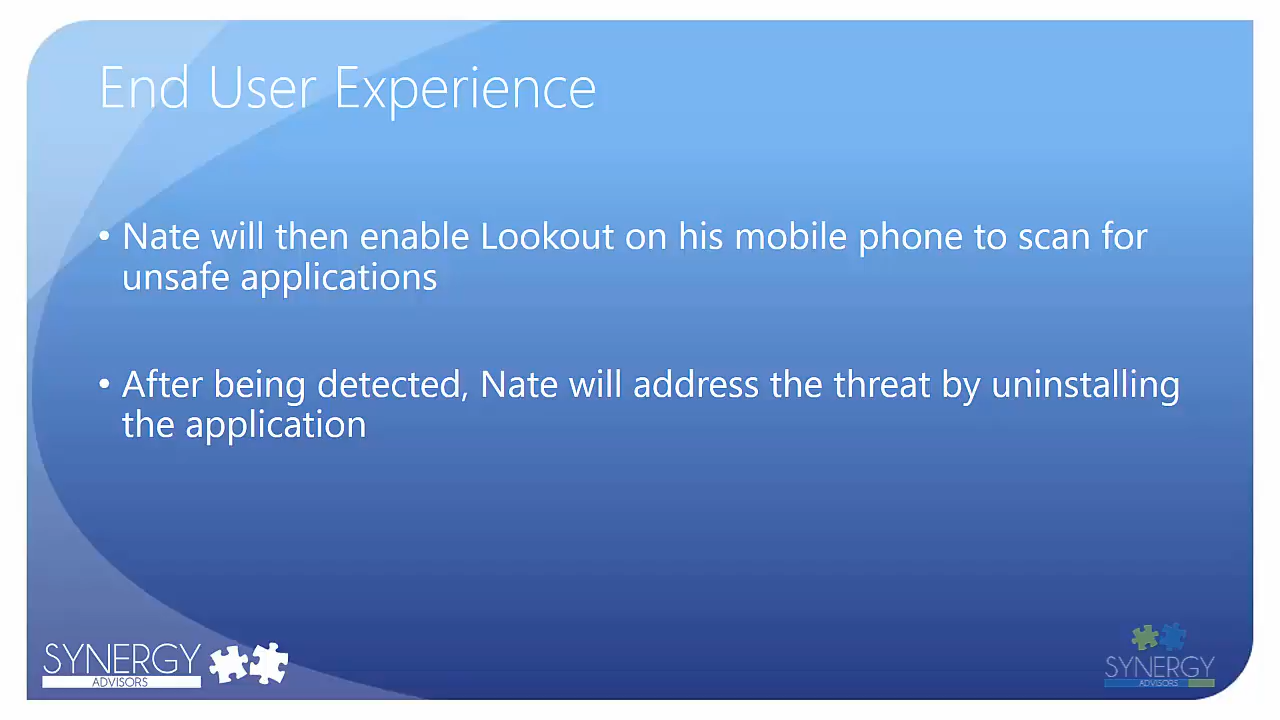 End User Experience
• Nate will then enable Lookout on his mobile phone to scan for
unsafe applications
• After being detected, Nate will address the threat by uninstalling
the application
SYNERGY
ADVISORS
SYNERGY
ADVISORS